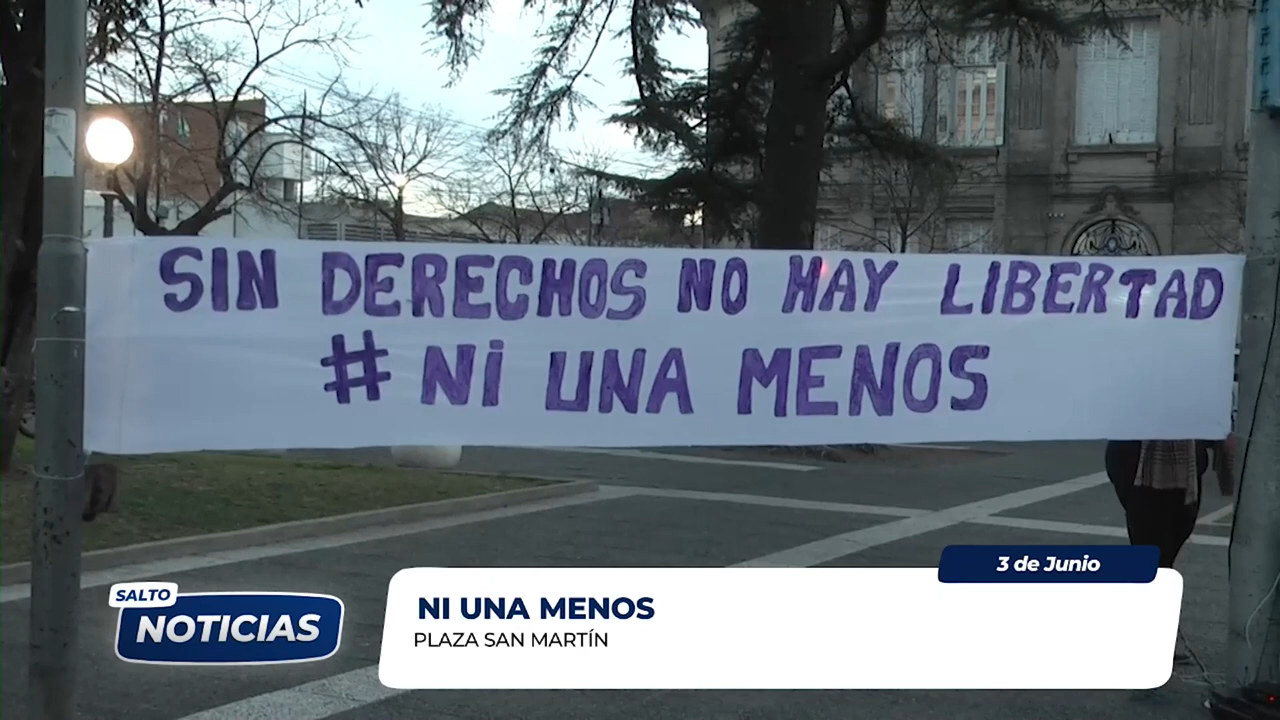 SIN DERECHOS NO HAY LIBERTAD
# NI UNA MENOS
3 de Junio
SALTO
NOTICIAS
NI UNA MENOS
PLAZA SAN MARTÍN